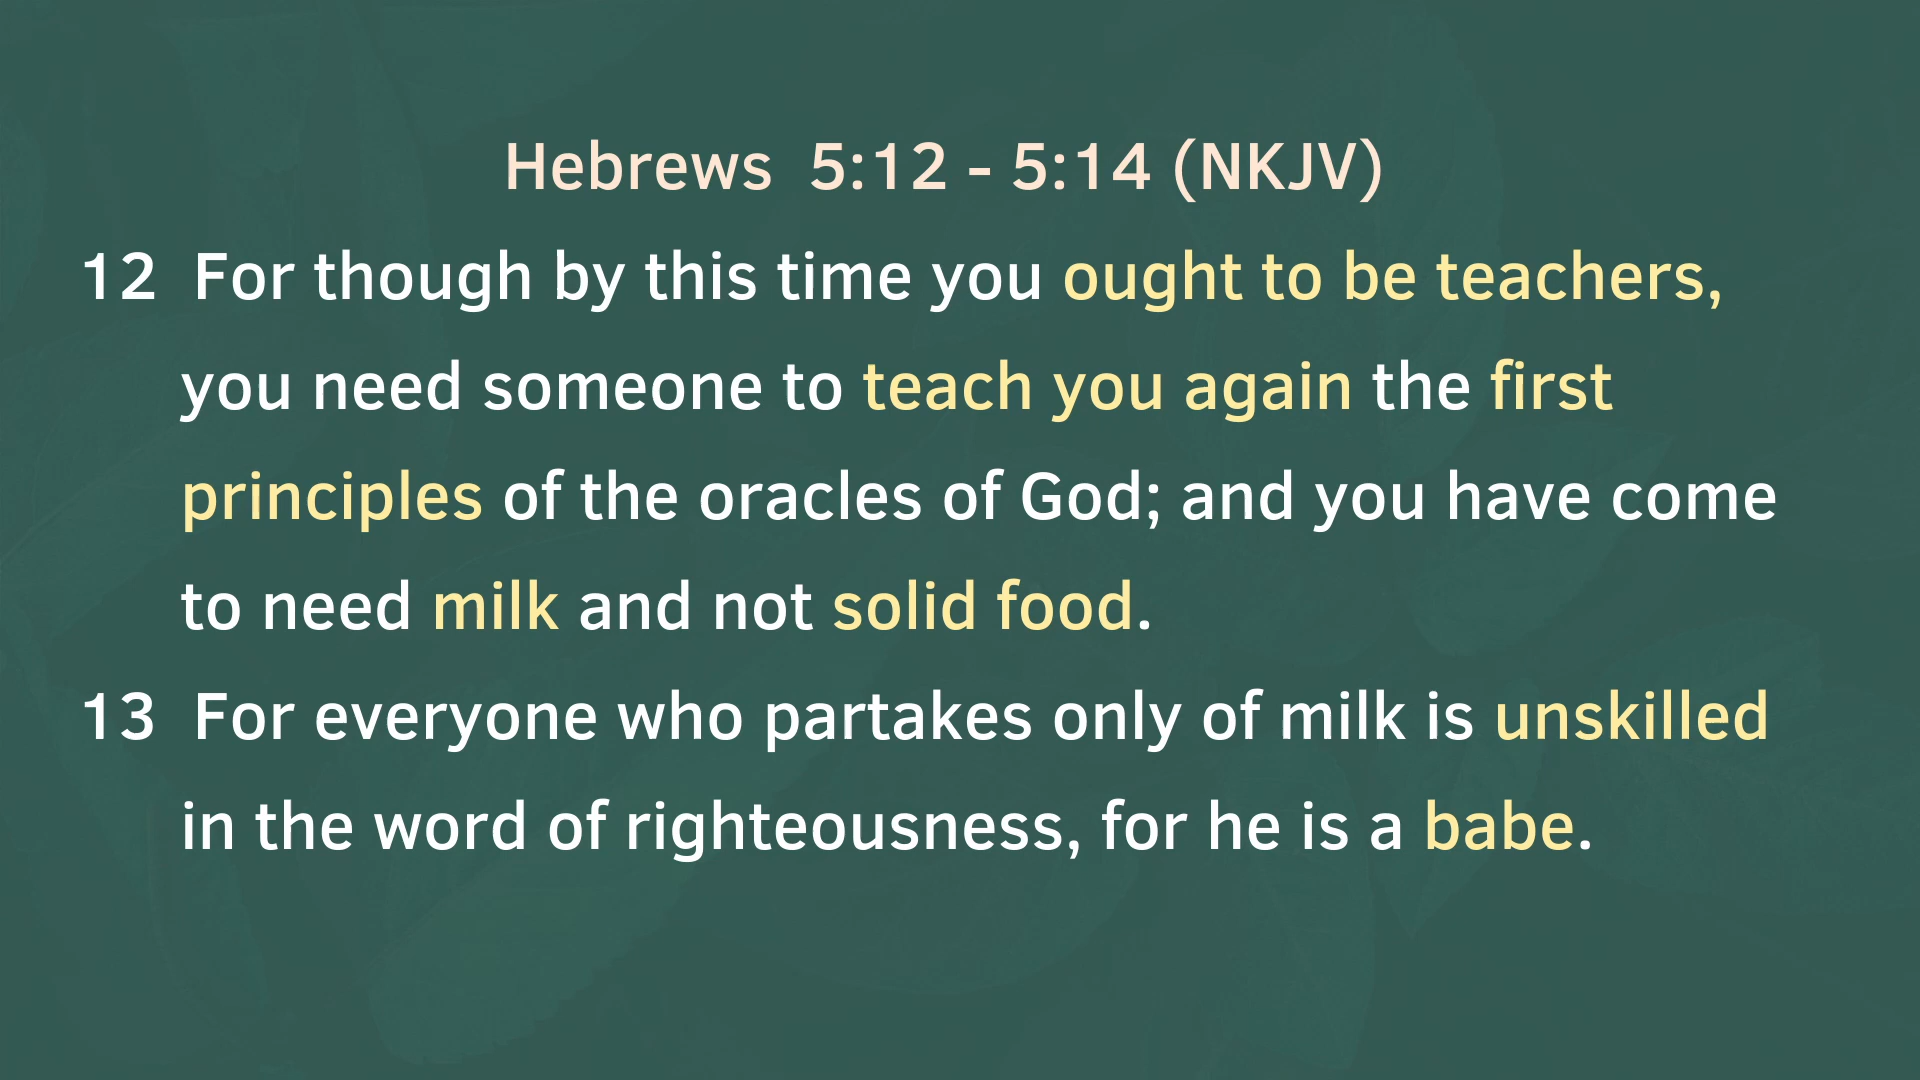 Hebrews 5:12 - 5:14 (NKJV)
12 For though by this time you ought to be teachers,
you need someone to teach you again the first
principles of the oracles of God; and you have come
to need milk and not solid food.
13 For everyone who partakes only of milk is unskilled
in the word of righteousness, for he is a babe.